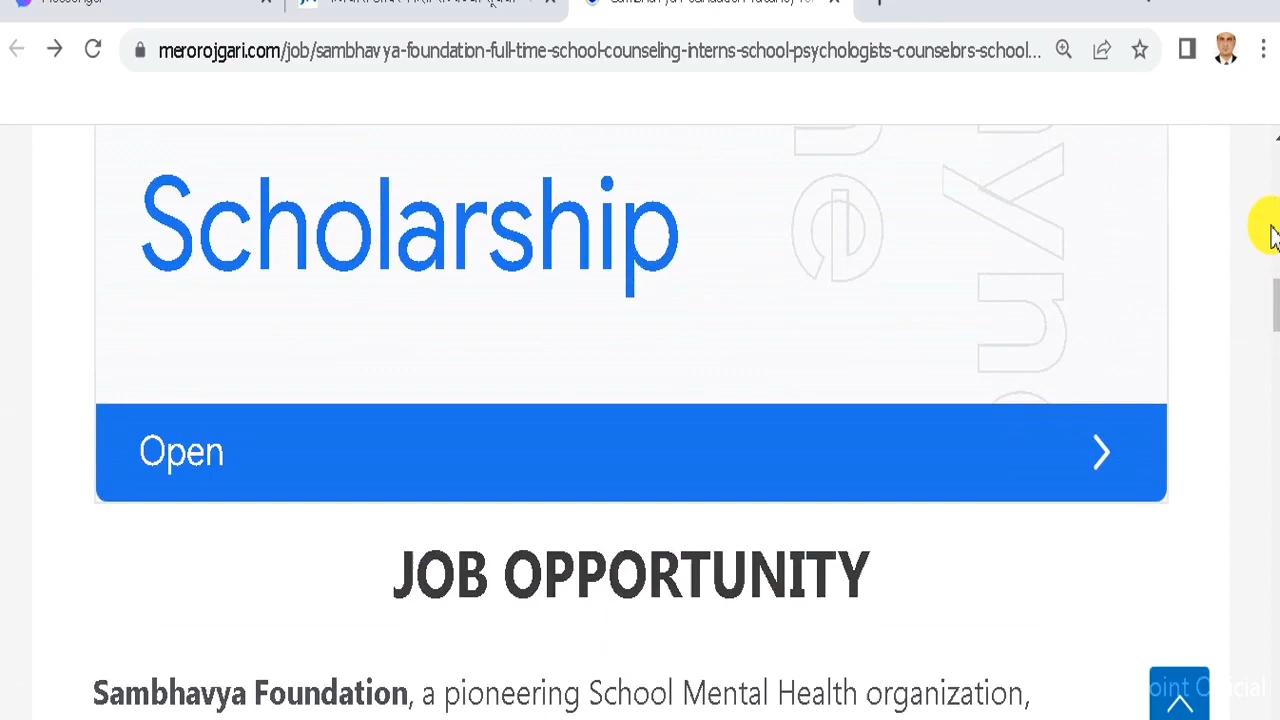 merorojgari.com/job/sambhavya-foundation-full-time-school-counseling-interns-school-psychologists-counsebrs-school...
Scholarship
Open
JOB OPPORTUNITY
Sambhavya Foundation, a pioneering School Mental Health organization,